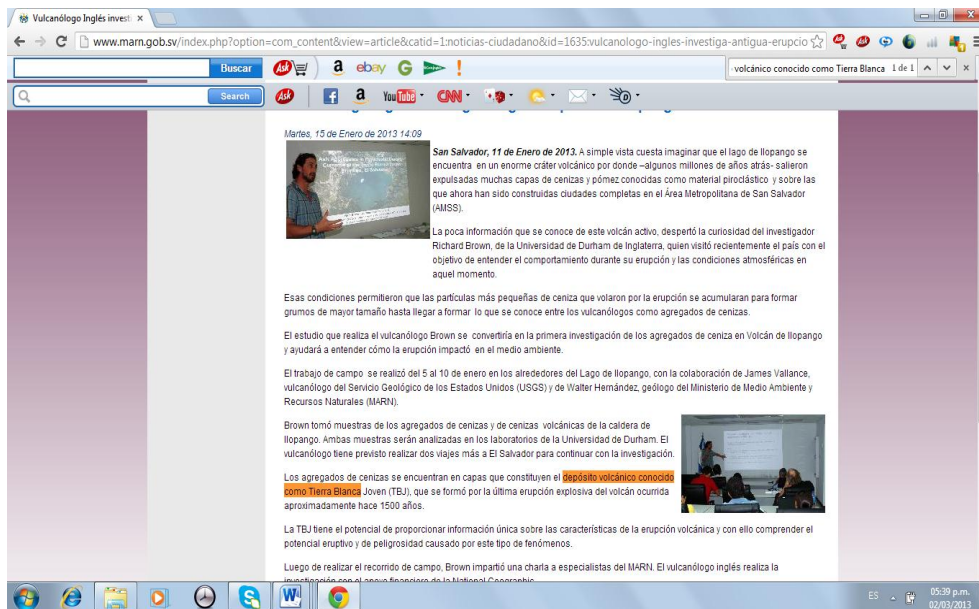 Vulcanólogo Inglés invest
www.marn.gob.sv/index.php?option=com_content&view=article&catid=1:noticias-ciudadano&id=1635:vulcanologo-ingles-investiga-antigua-erupcio
Buscar Ask a ebay G ! volcánico conocido como Tierra Blanca 1 de 1
Search Ask f a YouTube CNN
Martes, 15 de Enero de 2013 14:09
San Salvador, 11 de Enero de 2013. A simple vista cuesta imaginar que el lago de Ilopango se
encuentra en un enorme cráter volcánico por donde –algunos millones de años atrás- salieron
expulsadas muchas capas de cenizas y pómez conocidas como material piroclástico y sobre las
que ahora han sido construidas ciudades completas en el Área Metropolitana de San Salvador
(AMSS).
La poca información que se conoce de este volcán activo, despertó la curiosidad del investigador
Richard Brown, de la Universidad de Durham de Inglaterra, quien visitó recientemente el país con el
objetivo de entender el comportamiento durante su erupción y las condiciones atmosféricas en
aquel momento.
Esas condiciones permitieron que las partículas más pequeñas de ceniza que volaron por la erupción se acumularan para formar
grumos de mayor tamaño hasta llegar a formar lo que se conoce entre los vulcanólogos como agregados de cenizas.
El estudio que realiza el vulcanólogo Brown se convertiría en la primera investigación de los agregados de ceniza en Volcán de Ilopango
y ayudará a entender cómo la erupción impactó en el medio ambiente.
El trabajo de campo se realizó del 5 al 10 de enero en los alrededores del Lago de Ilopango, con la colaboración de James Vallance,
vulcanólogo del Servicio Geológico de los Estados Unidos (USGS) y de Walter Hernández, geólogo del Ministerio de Medio Ambiente y
Recursos Naturales (MARN).
Brown tomó muestras de los agregados de cenizas y de cenizas volcánicas de la caldera de
Ilopango. Ambas muestras serán analizadas en los laboratorios de la Universidad de Durham. El
vulcanólogo tiene previsto realizar dos viajes más a El Salvador para continuar con la investigación.
Los agregados de cenizas se encuentran en capas que constituyen el depósito volcánico conocido
como Tierra Blanca Joven (TBJ), que se formó por la última erupción explosiva del volcán ocurrida
aproximadamente hace 1500 años.
La TBJ tiene el potencial de proporcionar información única sobre las características de la erupción volcánica y con ello comprender el
potencial eruptivo y de peligrosidad causado por este tipo de fenómenos.
Luego de realizar el recorrido de campo, Brown impartió una charla a especialistas del MARN. El vulcanólogo inglés realiza la
investigación con el apoyo financiero de la National Geographic.
ES 05:39 p.m.
02/03/2013